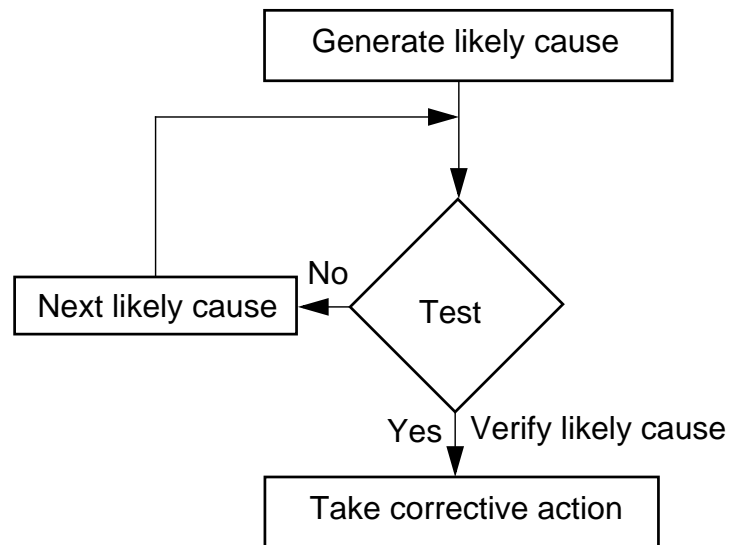 Generate likely cause
No
Next likely cause
Test
Yes
Verify likely cause
Take corrective action